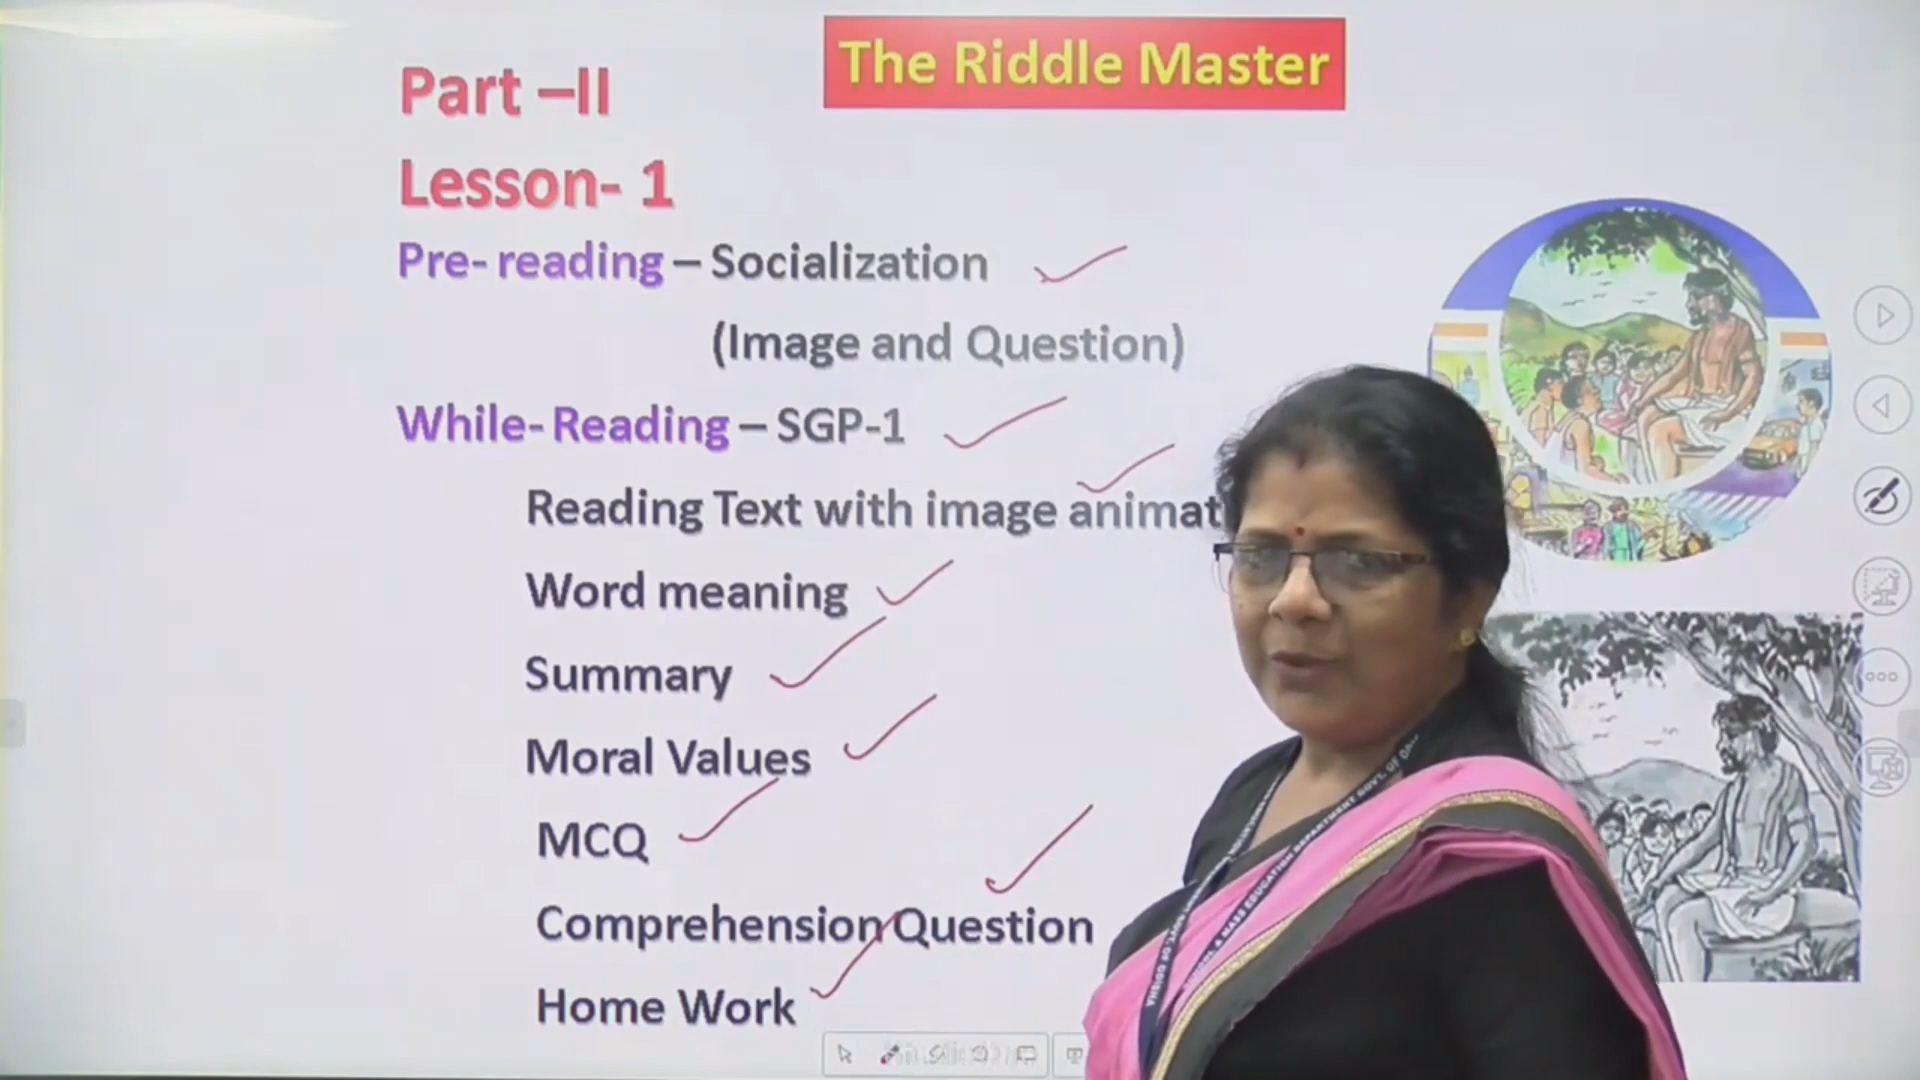 The Riddle Master
Part –II
Lesson- 1
Pre- reading – Socialization
(Image and Question)
While- Reading – SGP-1
Reading Text with image animat
Word meaning
Summary
Moral Values
MCQ
Comprehension Question
Home Work